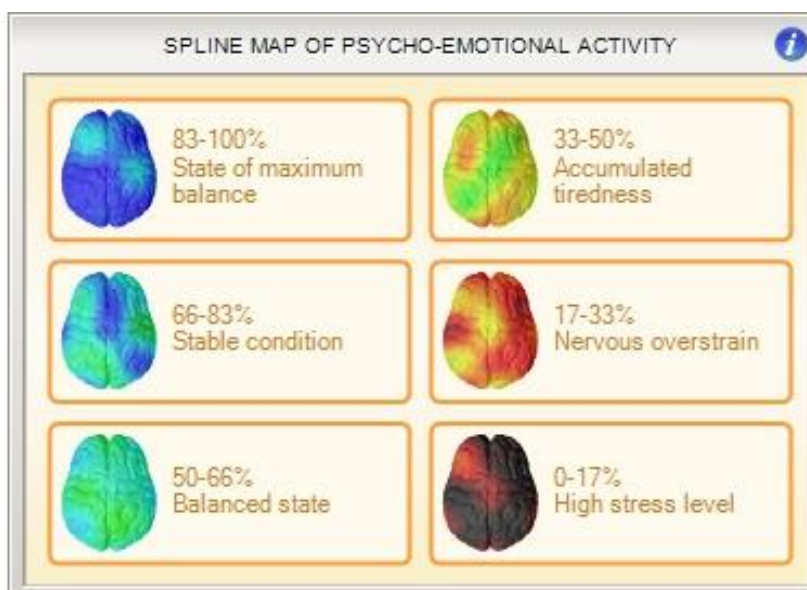 SPLINE MAP OF PSYCHO-EMOTIONAL ACTIVITY
i
83-100%
State of maximum
balance
33-50%
Accumulated
tiredness
66-83%
Stable condition
17-33%
Nervous overstrain
50-66%
Balanced state
0-17%
High stress level